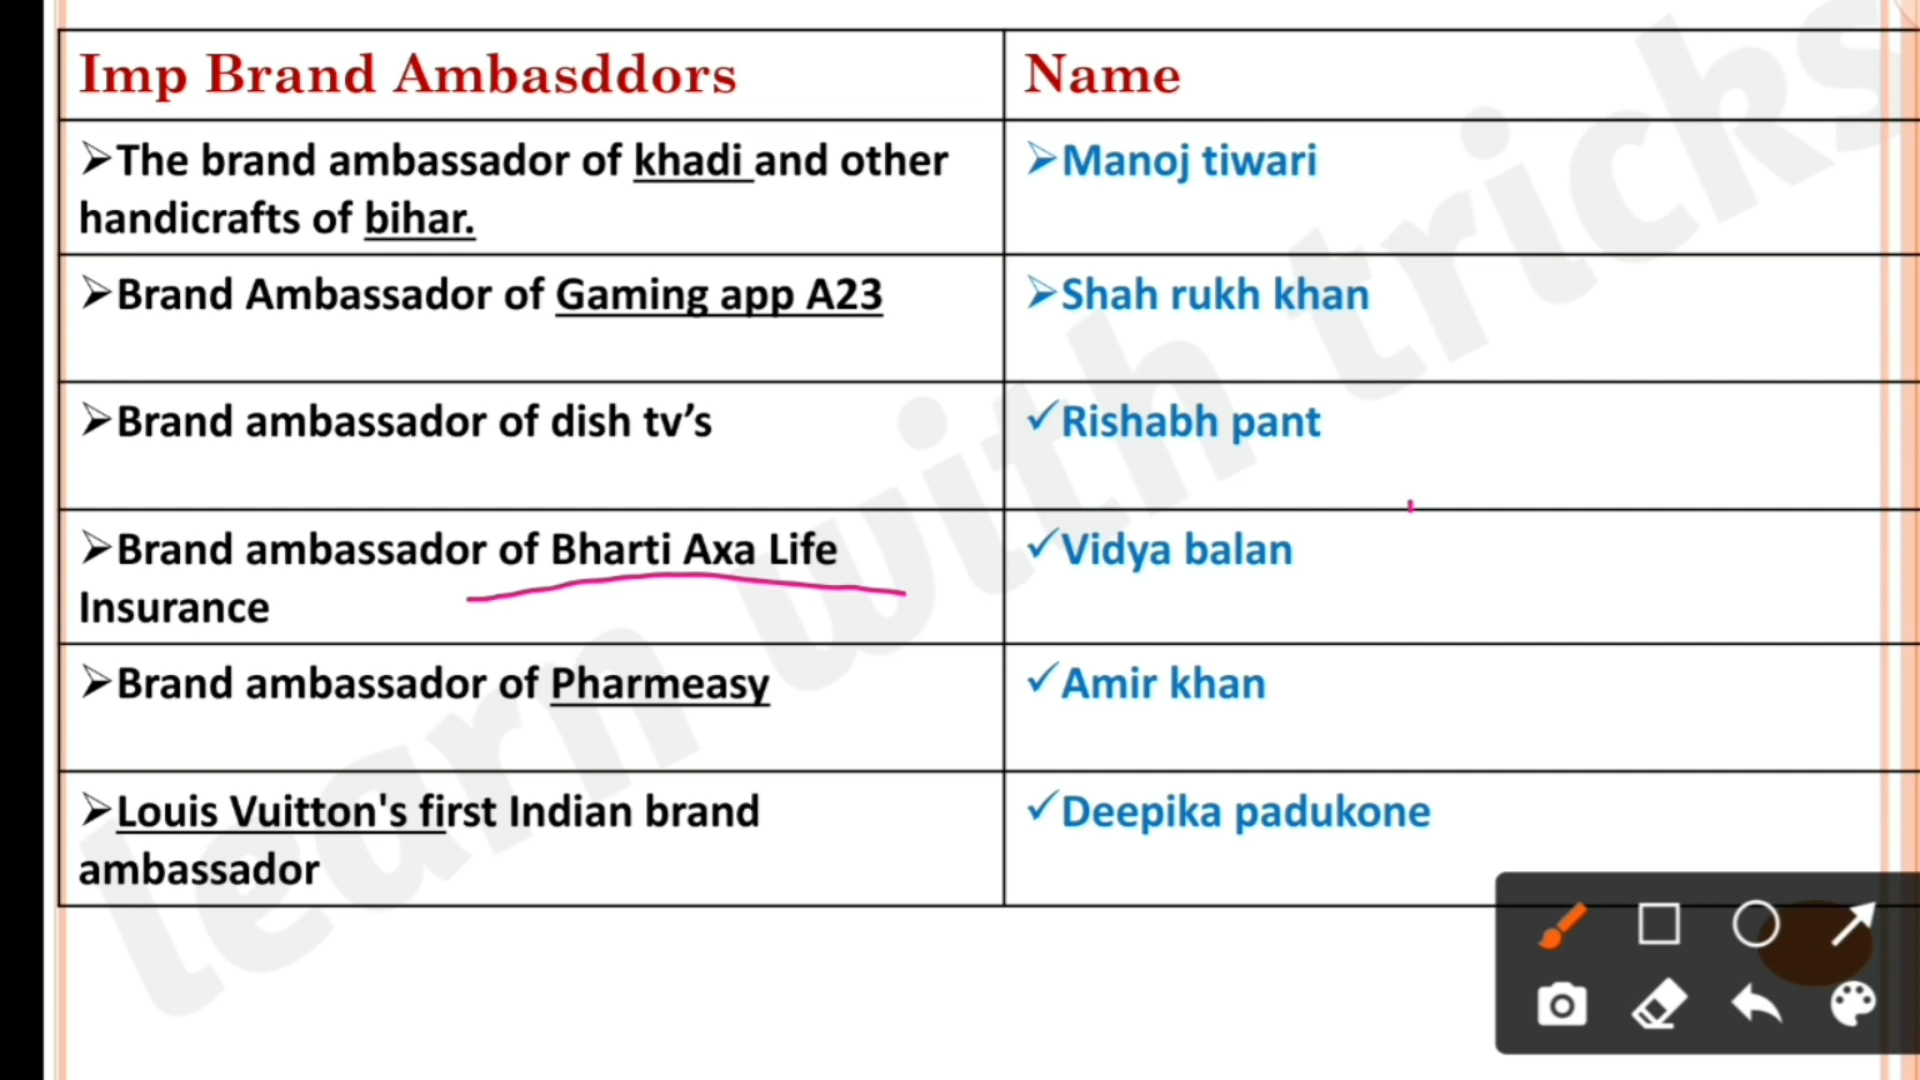 Imp Brand Ambasddors
Name
➢The brand ambassador of khadi and other
handicrafts of bihar.
➢Manoj tiwari
➢Brand Ambassador of Gaming app A23
➢Shah rukh khan
➢Brand ambassador of dish tv’s
✓Rishabh pant
➢Brand ambassador of Bharti Axa Life
Insurance
✓Vidya balan
➢Brand ambassador of Pharmeasy
✓Amir khan
➢Louis Vuitton's first Indian brand
ambassador
✓Deepika padukone
learn with tricks